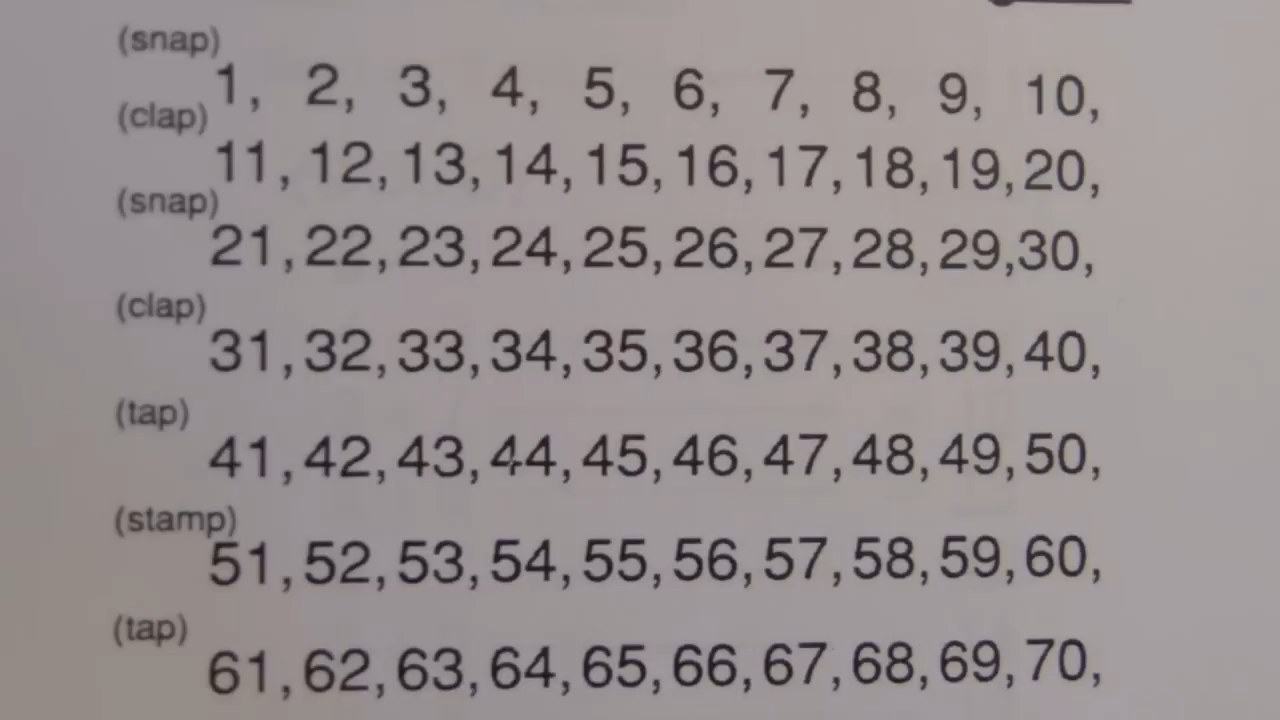 (snap)
1, 2, 3, 4, 5, 6, 7, 8, 9, 10,
(clap)
11, 12, 13, 14, 15, 16, 17, 18, 19, 20,
(snap)
21, 22, 23, 24, 25, 26, 27, 28, 29, 30,
(clap)
31, 32, 33, 34, 35, 36, 37, 38, 39, 40,
(tap)
41, 42, 43, 44, 45, 46, 47, 48, 49, 50,
(stamp)
51, 52, 53, 54, 55, 56, 57, 58, 59, 60,
(tap)
61, 62, 63, 64, 65, 66, 67, 68, 69, 70,